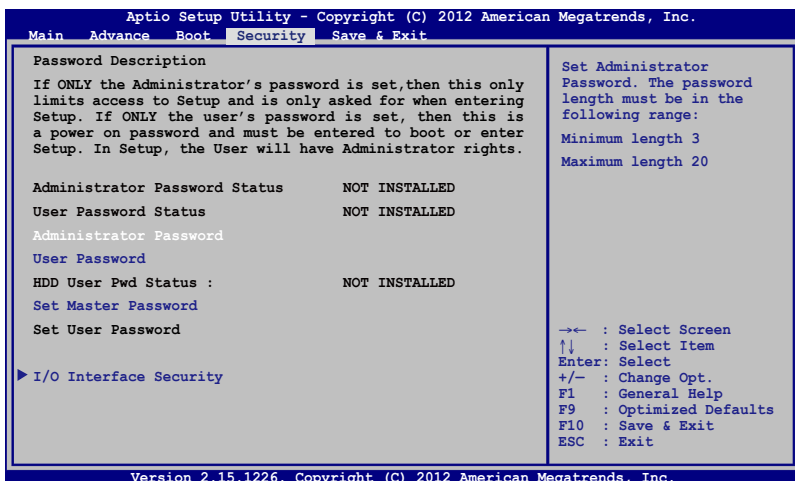 Aptio Setup Utility - Copyright (C) 2012 American Megatrends, Inc.
Main Advance Boot Security Save & Exit
Password Description
If ONLY the Administrator's password is set,then this only
limits access to Setup and is only asked for when entering
Setup. If ONLY the user's password is set, then this is
a power on password and must be entered to boot or enter
Setup. In Setup, the User will have Administrator rights.
Administrator Password Status NOT INSTALLED
User Password Status NOT INSTALLED
Administrator Password
User Password
HDD User Pwd Status : NOT INSTALLED
Set Master Password
Set User Password
▶ I/O Interface Security
Set Administrator
Password. The password
length must be in the
following range:
Minimum length 3
Maximum length 20
→← : Select Screen
↑↓ : Select Item
Enter: Select
+/— : Change Opt.
F1 : General Help
F9 : Optimized Defaults
F10 : Save & Exit
ESC : Exit
Version 2.15.1226. Copyright (C) 2012 American Megatrends, Inc.